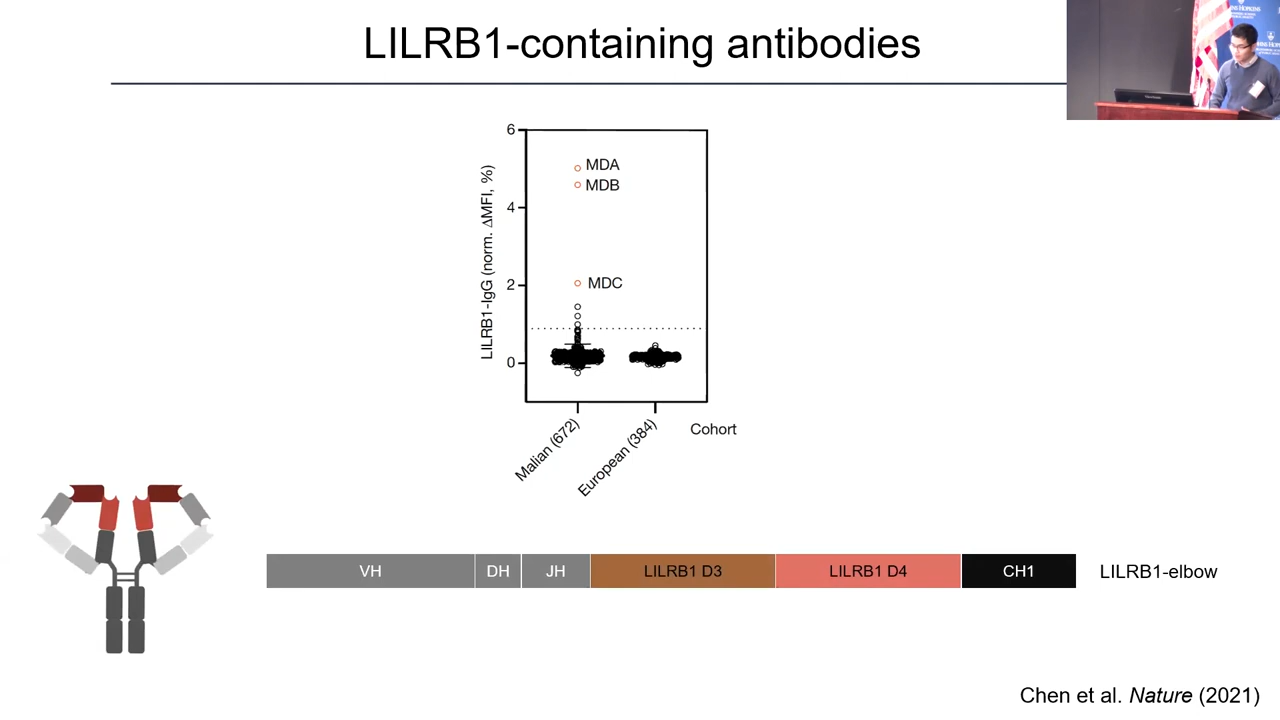 LILRB1-containing antibodies
6
4
2
0
LILRB1-IgG (norm. ΔMFI, %)
MDA
MDB
MDC
Malian (672)
European (384)
Cohort
VH
DH
JH
LILRB1 D3
LILRB1 D4
CH1
LILRB1-elbow
Chen et al. Nature (2021)